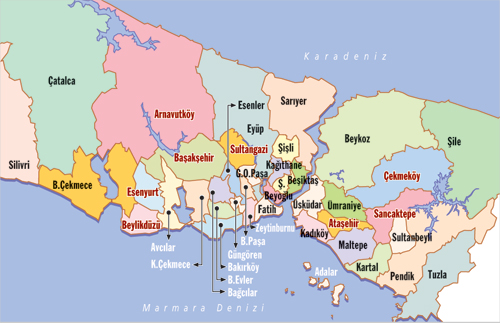 Karadeniz
Çatalca
Arnavutköy
Esenler
Sarıyer
Eyüp
Beykoz
Şile
Silivri
B.Çekmece
Esenyurt
Başakşehir
Sultangazi
Şişli
Kağıthane
G.O.Paşa
Beşiktaş
Ş.
Beyoğlu
Fatih
Üsküdar
Ümraniye
Çekmeköy
Ataşehir
Sancaktepe
Beylikdüzü
Zeytinburnu
Kadıköy
Maltepe
Sultanbeyli
Avcılar
B.Paşa
Güngören
K.Çekmece
Bakırköy
B.Evler
Bağcılar
Adalar
Kartal
Pendik
Tuzla
Marmara Denizi